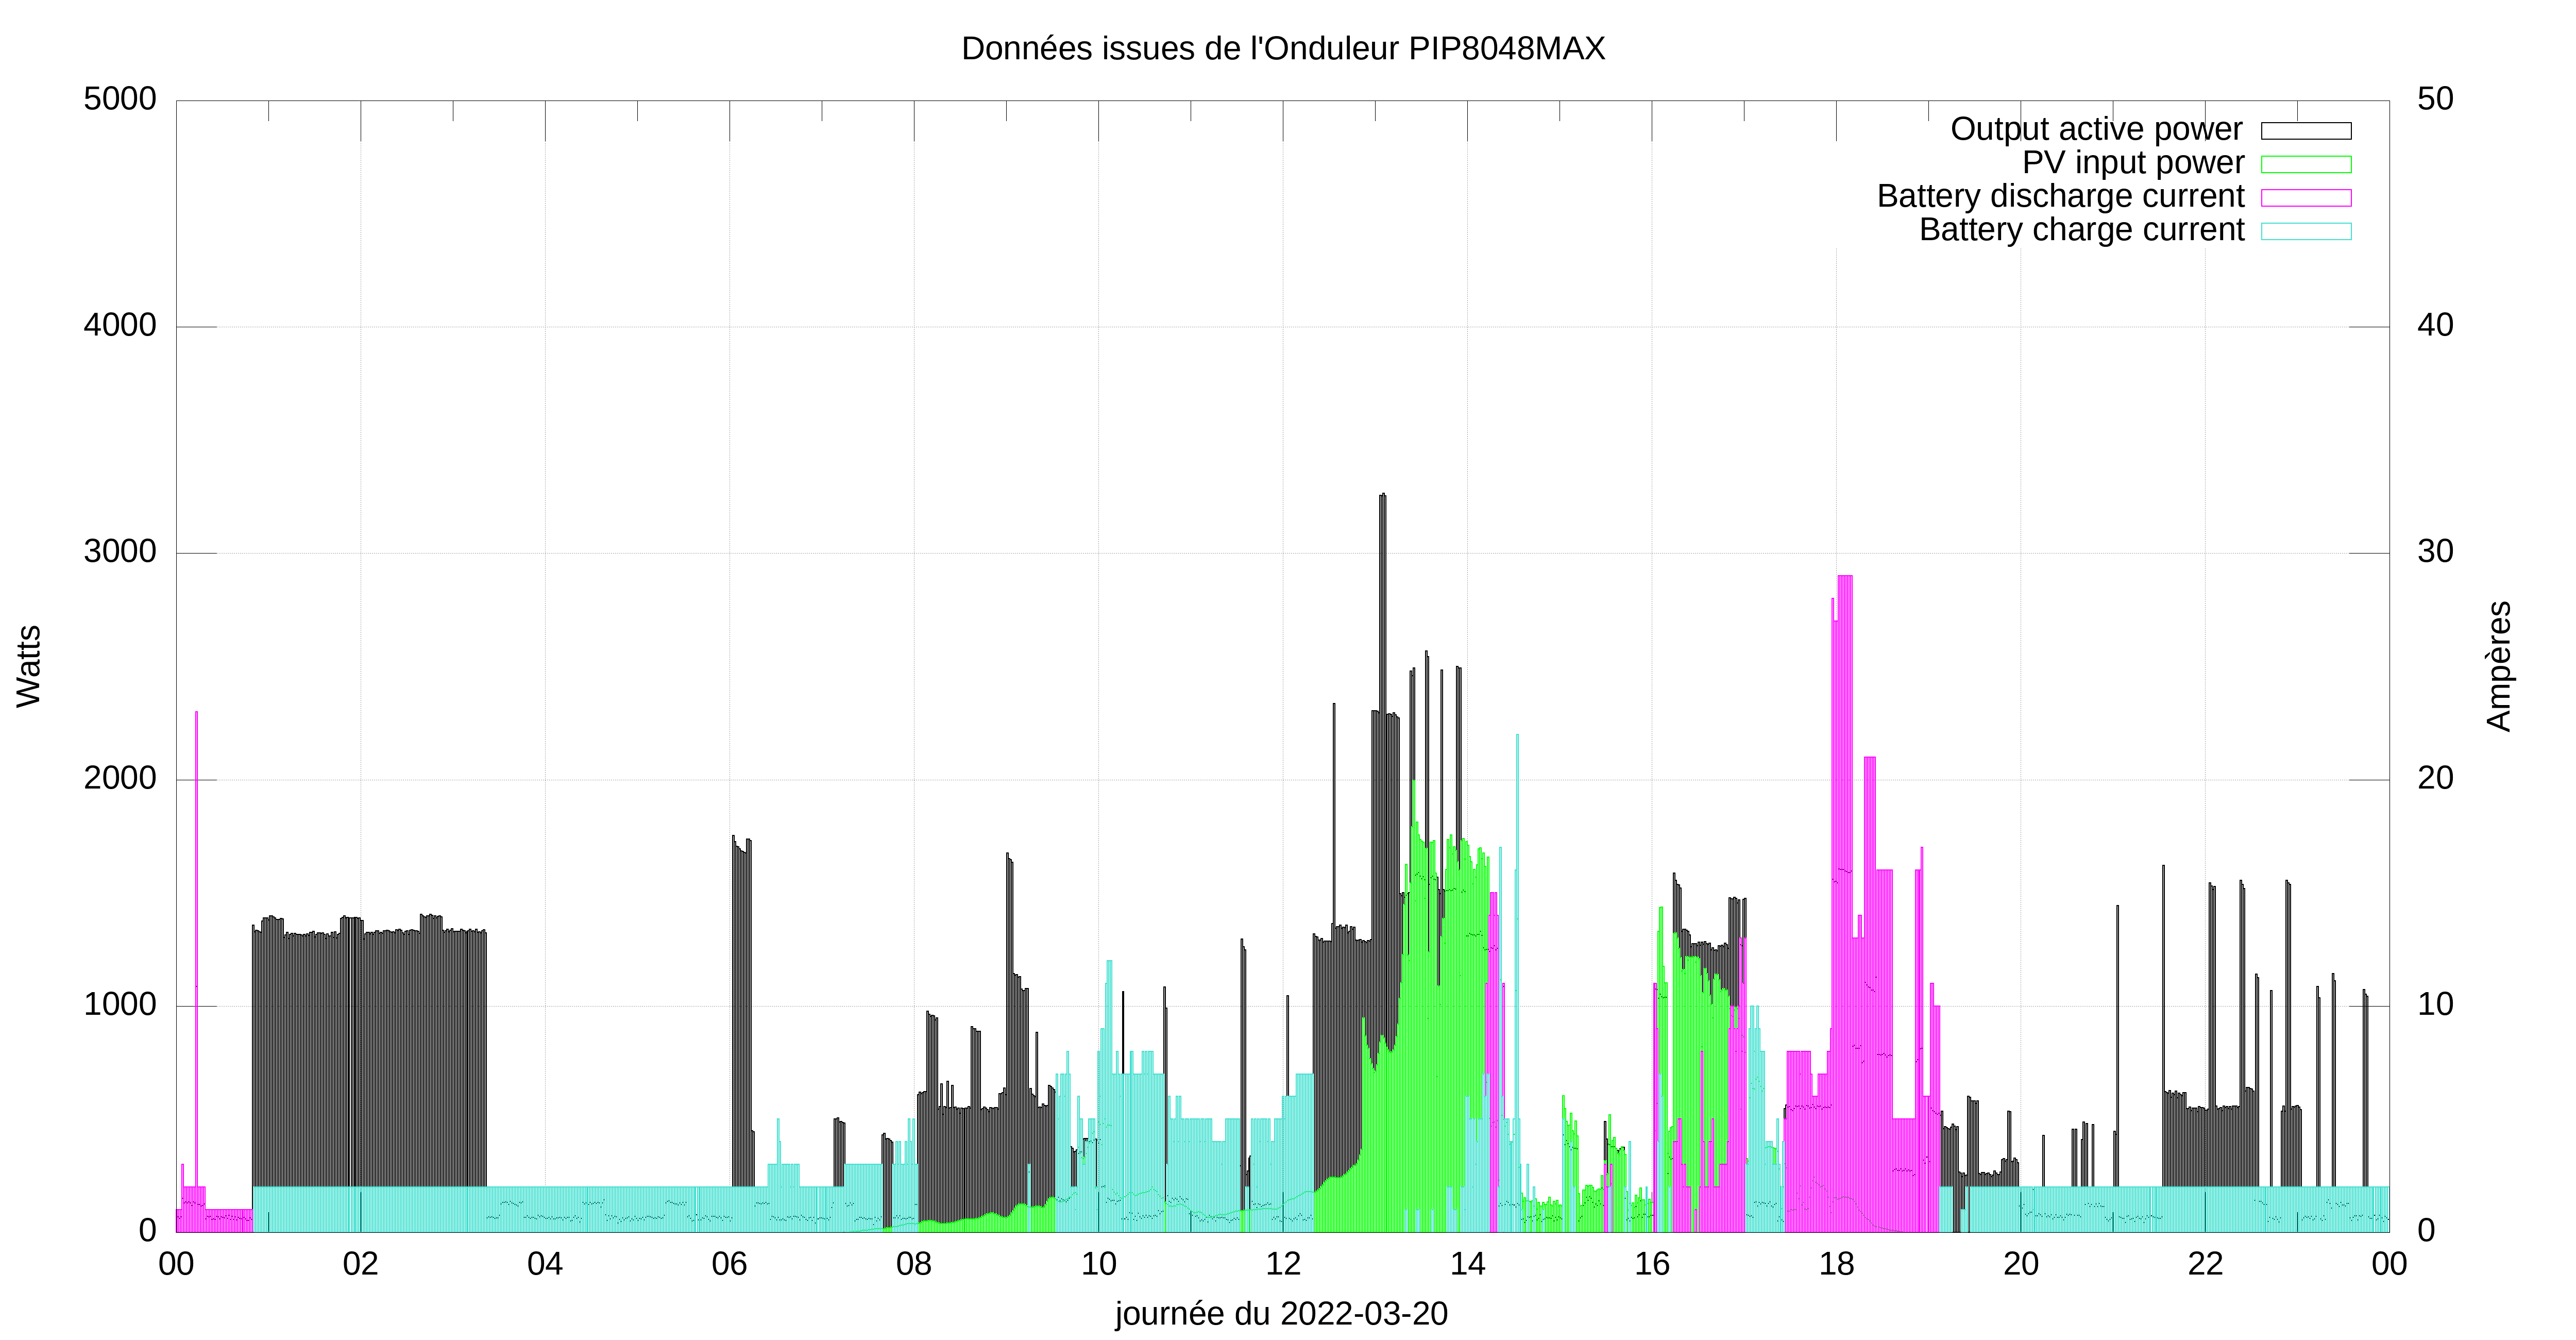 Données issues de l'Onduleur PIP8048MAX
5000
50
Output active power
PV input power
Battery discharge current
Battery charge current
4000
40
3000
30
Watts
Ampères
2000
20
1000
10
0
0
00 02 04 06 08 10 12 14 16 18 20 22 00
journée du 2022-03-20